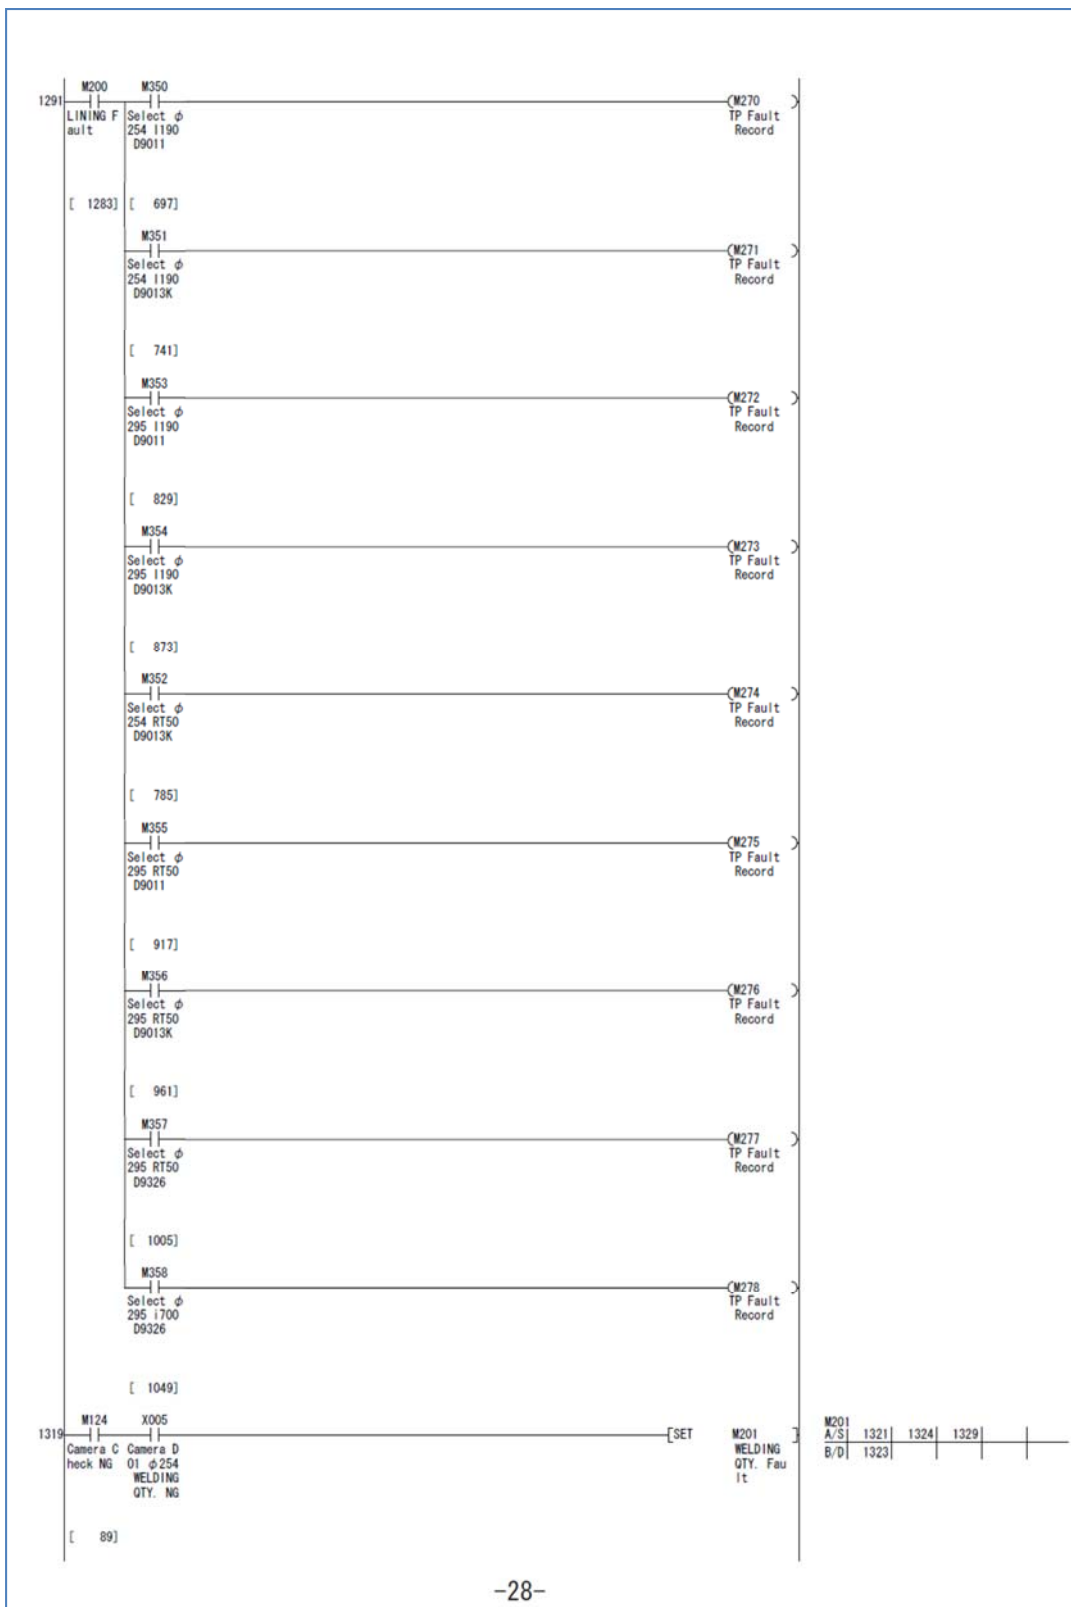 M200 M350
1291 (M270 )
LINING F Select φ TP Fault
ault 254 I190 Record
D9011
[ 1283] [ 697]
M351
(M271 )
Select φ TP Fault
254 I190 Record
D9013K
[ 741]
M353
(M272 )
Select φ TP Fault
295 I190 Record
D9011
[ 829]
M354
(M273 )
Select φ TP Fault
295 I190 Record
D9013K
[ 873]
M352
(M274 )
Select φ TP Fault
254 RT50 Record
D9013K
[ 785]
M355
(M275 )
Select φ TP Fault
295 RT50 Record
D9011
[ 917]
M356
(M276 )
Select φ TP Fault
295 RT50 Record
D9013K
[ 961]
M357
(M277 )
Select φ TP Fault
295 RT50 Record
D9326
[ 1005]
M358
(M278 )
Select φ TP Fault
295 i700 Record
D9326
[ 1049]
M124 X005 M201
1319 [SET M201 ] A/S 1321 1324 1329
Camera C Camera D WELDING B/D 1323
heck NG 01 φ254 QTY. Fau
WELDING lt
QTY. NG
[ 89]
-28-